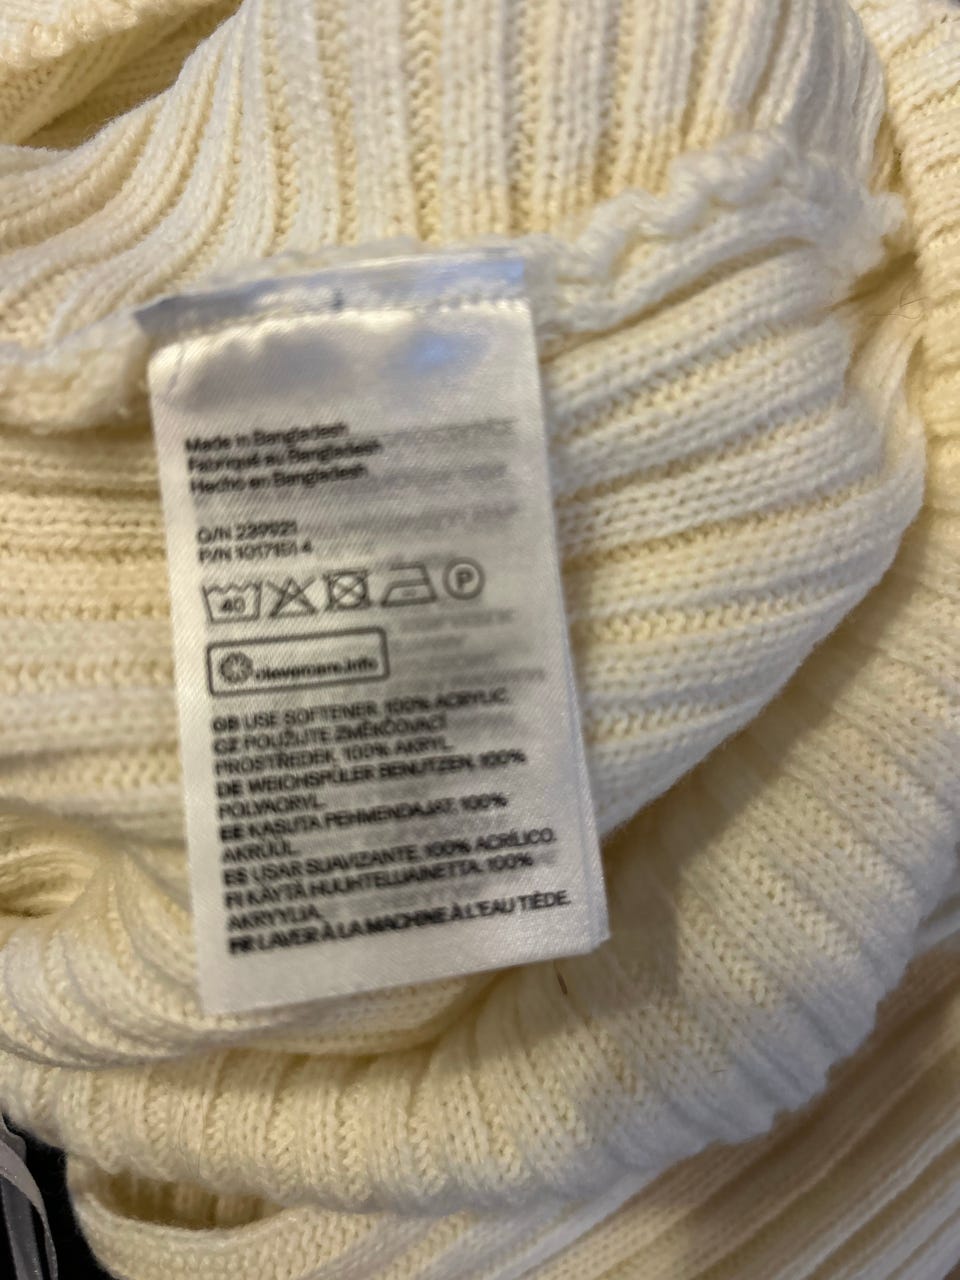 Made in Bangladesh
Fabriqué au Bangladesh
Hecho en Bangladesh
O/N 239921
P/N 1017151 4
40
P
clevercare.info
GB USE SOFTENER. 100% ACRYLIC.
CZ POUŽIJTE ZMĚKČOVACÍ
PROSTŘEDEK. 100% AKRYL.
DE WEICHSPÜLER BENUTZEN. 100%
POLYACRYL.
EE KASUTA PEHMENDAJAT. 100%
AKRÜÜL.
ES USAR SUAVIZANTE. 100% ACRÍLICO.
FI KÄYTÄ HUUHTELUAINETTA. 100%
AKRYYLIA.
FR LAVER À LA MACHINE À L'EAU TIÈDE.